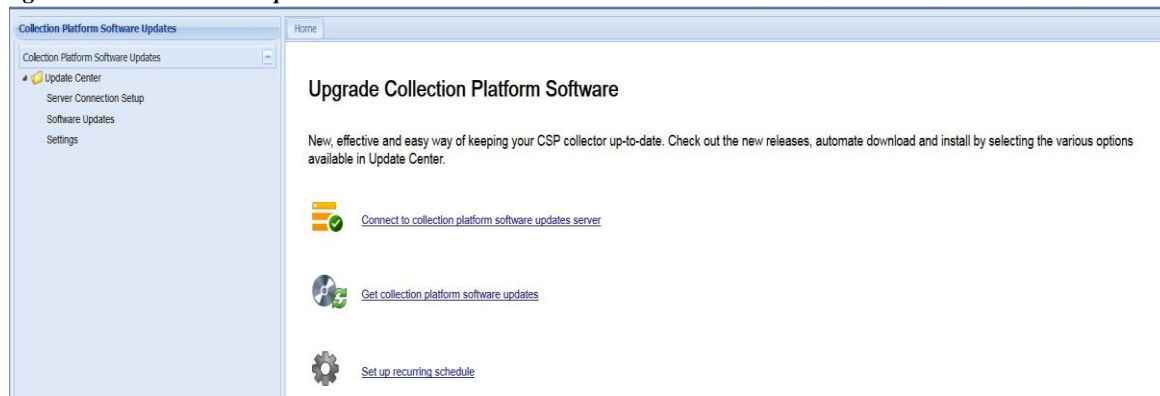 Collection Platform Software Updates
Collection Platform Software Updates
Update Center
Server Connection Setup
Software Updates
Settings
Home
Upgrade Collection Platform Software
New, effective and easy way of keeping your CSP collector up-to-date. Check out the new releases, automate download and install by selecting the various options
available in Update Center.
Connect to collection platform software updates server
Get collection platform software updates
Set up recurring schedule